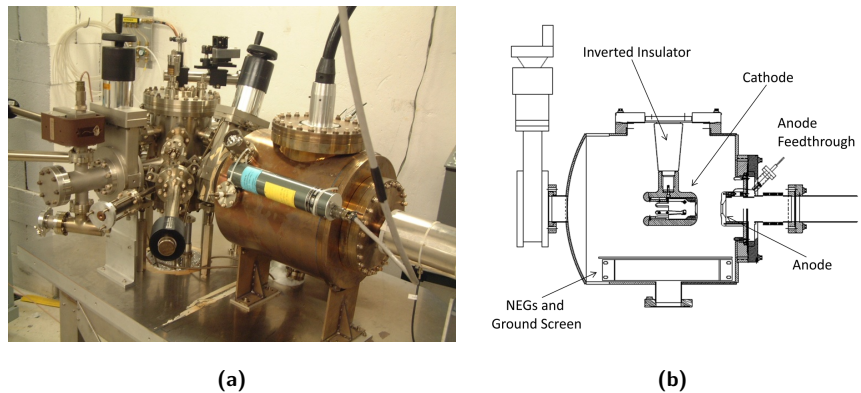 Inverted Insulator
Cathode
Anode
Feedthrough
Anode
NEGs and
Ground Screen
(a)
(b)